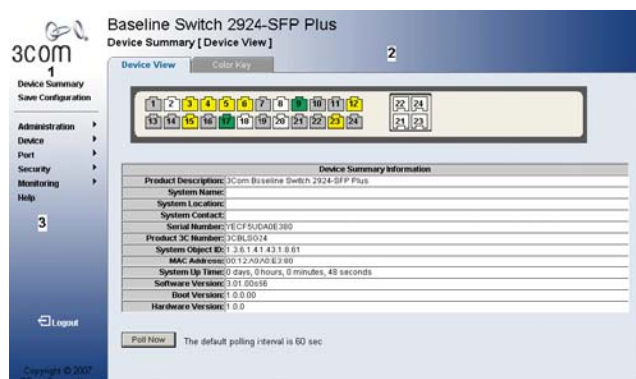 3COM
Baseline Switch 2924-SFP Plus
Device Summary [ Device View ]
1
2
Device View
Color Key
Device Summary
Save Configuration
Administration
Device
Port
Security
Monitoring
Help
3
Logout
Copyright © 2007
1 2 3 4 5 6 7 8 9 10 11 12
22 24
13 14 15 16 17 18 19 20 21 22 23 24
21 23
Device Summary Information
Product Description: 3Com Baseline Switch 2924-SFP Plus
System Name:
System Location:
System Contact:
Serial Number: YECF5UDA0E380
Product 3C Number: 3CBLSG24
System Object ID: 1.3.6.1.4.1.43.1.8.61
MAC Address: 00:12:A9:A0:E3:80
System Up Time: 0 days, 0 hours, 0 minutes, 48 seconds
Software Version: 3.01.00s56
Boot Version: 1.0.0.00
Hardware Version: 1.0.0
Poll Now
The default polling interval is 60 sec